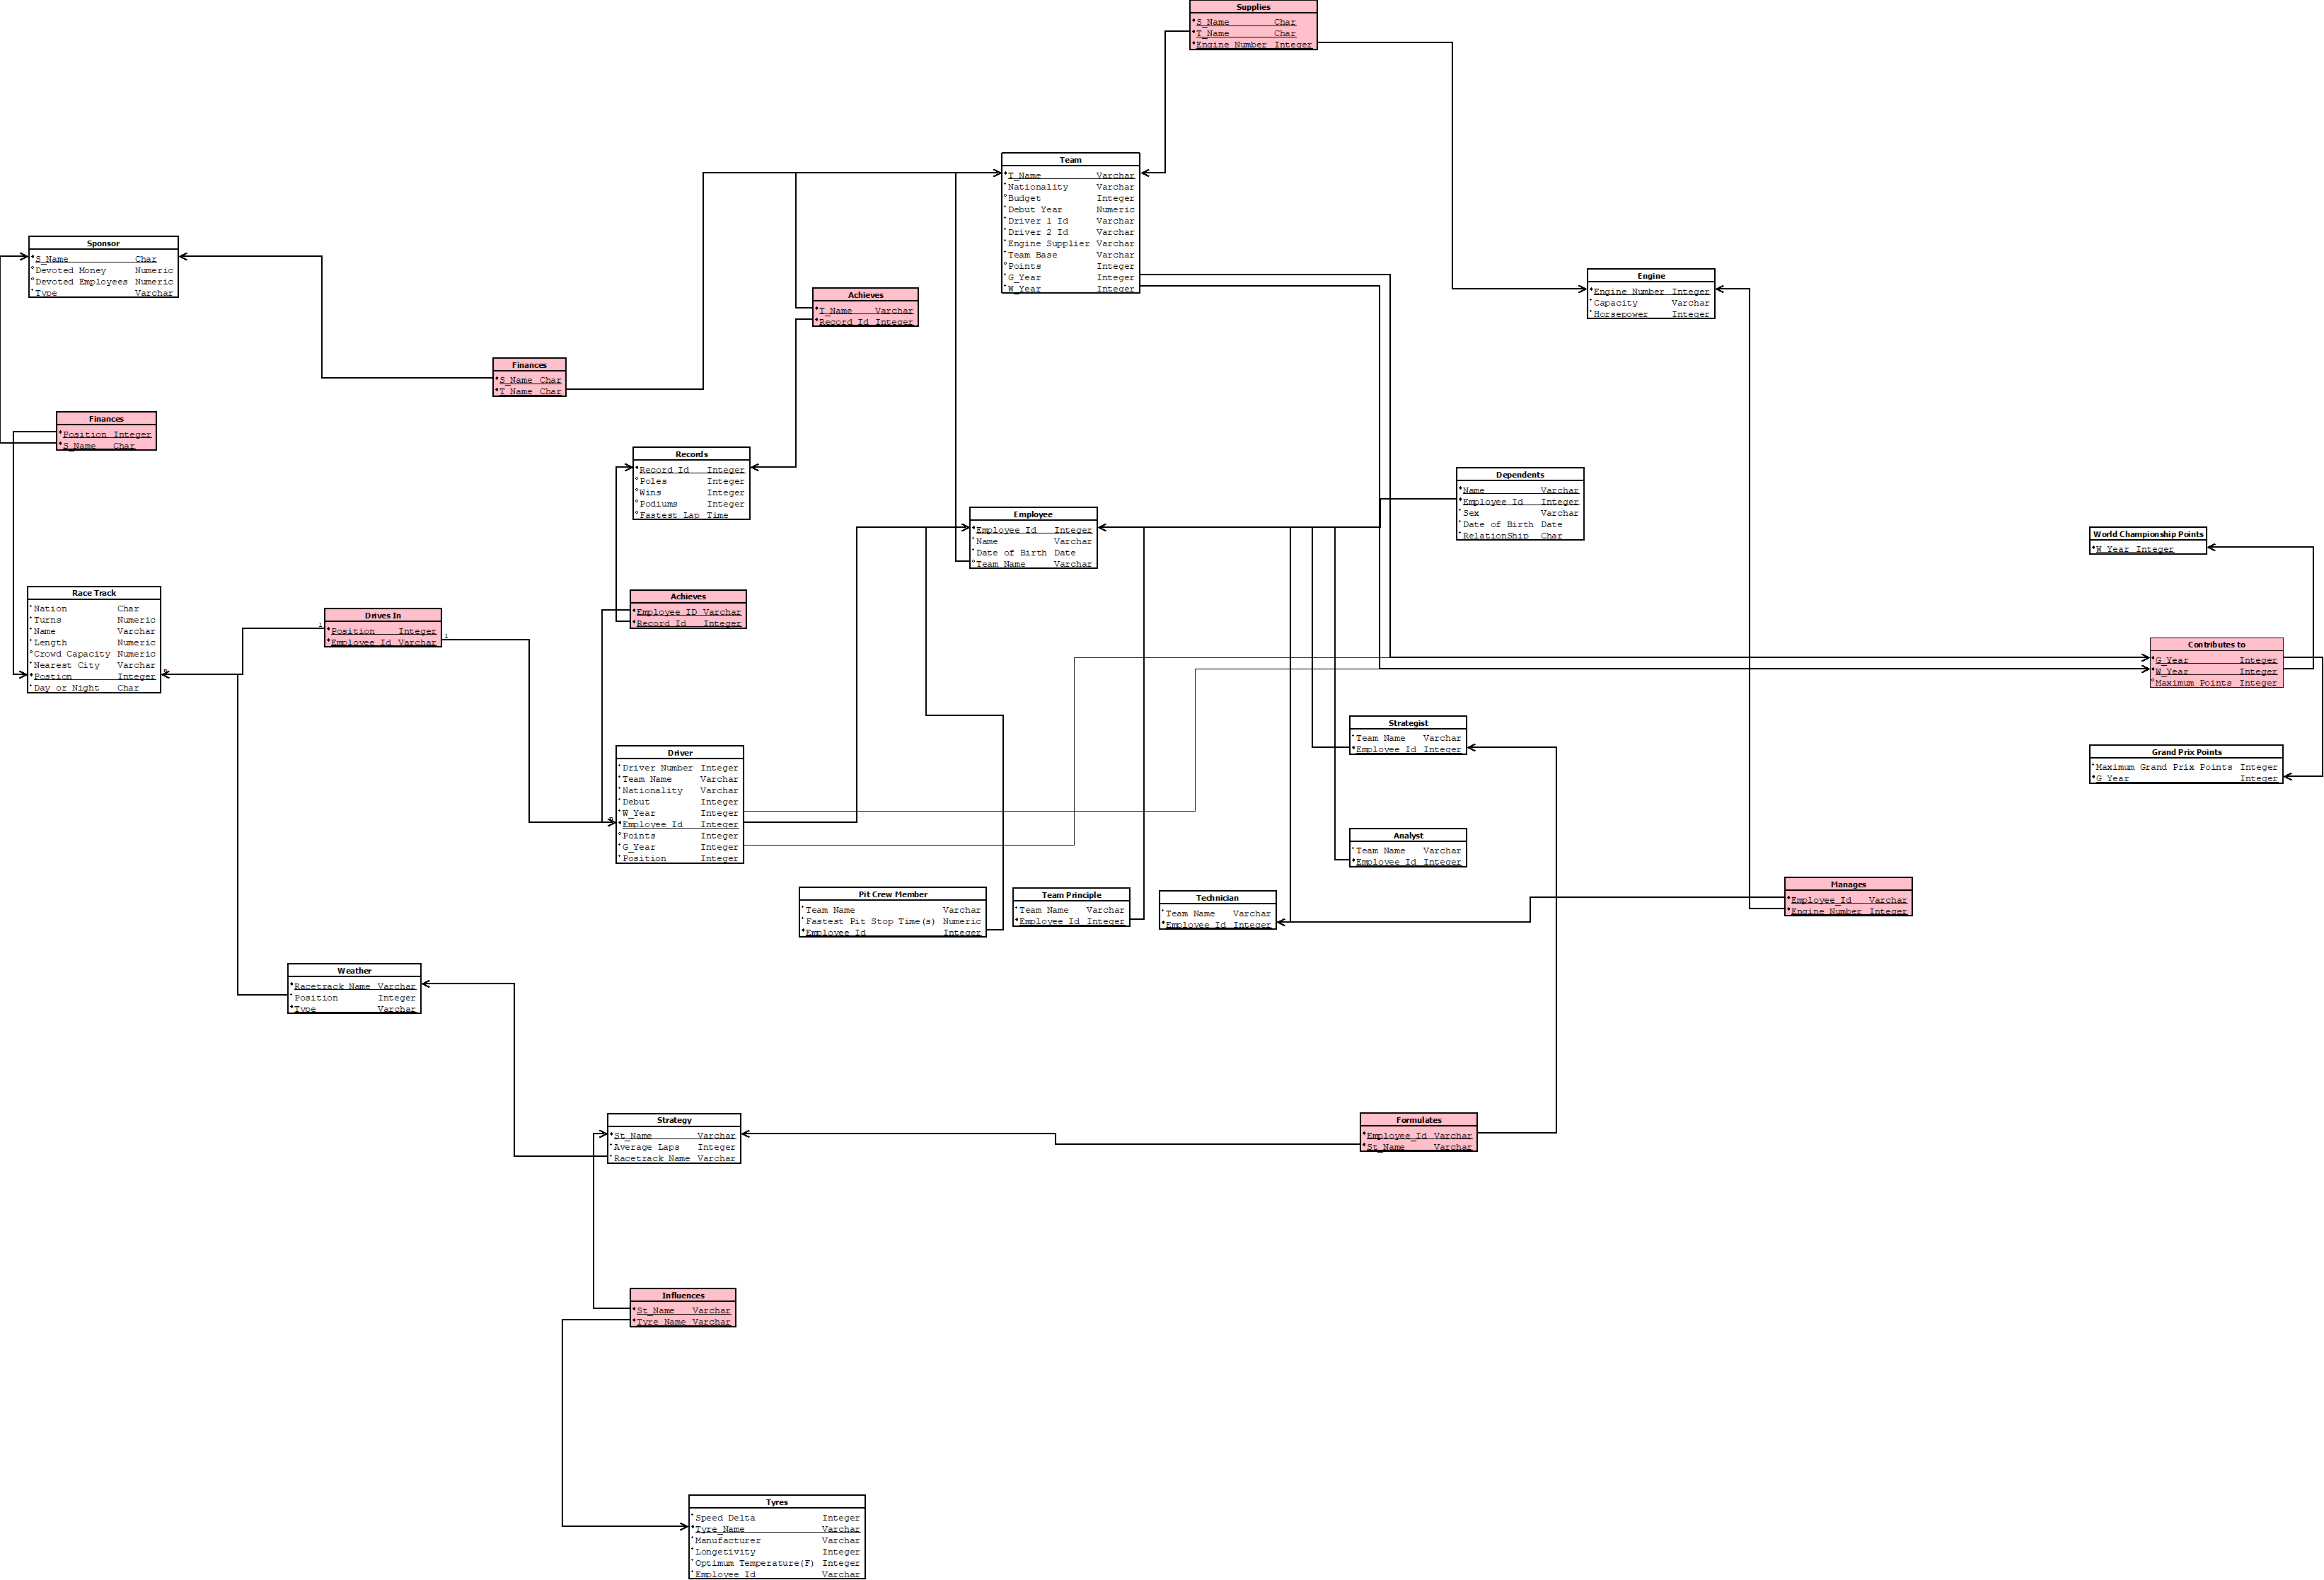 Supplies
S_Name Char
T_Name Char
Engine Number Integer
Team
T_Name Varchar
Nationality Varchar
Budget Integer
Debut Year Numeric
Driver 1 Id Varchar
Driver 2 Id Varchar
Engine Supplier Varchar
Team Base Varchar
Points Integer
G_Year Integer
W_Year Integer
Sponsor
S_Name Char
Devoted Money Numeric
Devoted Employees Numeric
Type Varchar
Engine
Engine Number Integer
Capacity Varchar
Horsepower Integer
Achieves
T_Name Varchar
Record Id Integer
Finances
S_Name Char
T_Name Char
Finances
Position Integer
S_Name Char
Records
Record Id Integer
Poles Integer
Wins Integer
Podiums Integer
Fastest Lap Time
Dependents
Name Varchar
Employee Id Integer
Sex Varchar
Date of Birth Date
RelationShip Char
Employee
Employee Id Integer
Name Varchar
Date of Birth Date
Team Name Varchar
World Championship Points
W_Year Integer
Race Track
Nation Char
Turns Numeric
Name Varchar
Length Numeric
Crowd Capacity Numeric
Nearest City Varchar
Postion Integer
Day or Night Char
Achieves
Employee ID Varchar
Record Id Integer
Drives In
Position Integer
Employee Id Varchar
1
1
Contributes to
G_Year Integer
W_Year Integer
Maximum Points Integer
Strategist
Team Name Varchar
Employee Id Integer
Driver
Driver Number Integer
Team Name Varchar
Nationality Varchar
Debut Integer
W_Year Integer
Employee Id Integer
Points Integer
G_Year Integer
Position Integer
Grand Prix Points
Maximum Grand Prix Points Integer
G_Year Integer
Analyst
Team Name Varchar
Employee Id Integer
Pit Crew Member
Team Name Varchar
Fastest Pit Stop Time(s) Numeric
Employee Id Integer
Team Principle
Team Name Varchar
Employee Id Integer
Technician
Team Name Varchar
Employee Id Integer
Manages
Employee_Id Varchar
Engine Number Integer
Weather
Racetrack Name Varchar
Position Integer
Type Varchar
Strategy
St_Name Varchar
Average Laps Integer
Racetrack Name Varchar
Formulates
Employee_Id Varchar
St_Name Varchar
Influences
St_Name Varchar
Tyre_Name Varchar
Tyres
Speed Delta Integer
Tyre_Name Varchar
Manufacturer Varchar
Longetivity Integer
Optimum Temperature(F) Integer
Employee Id Varchar